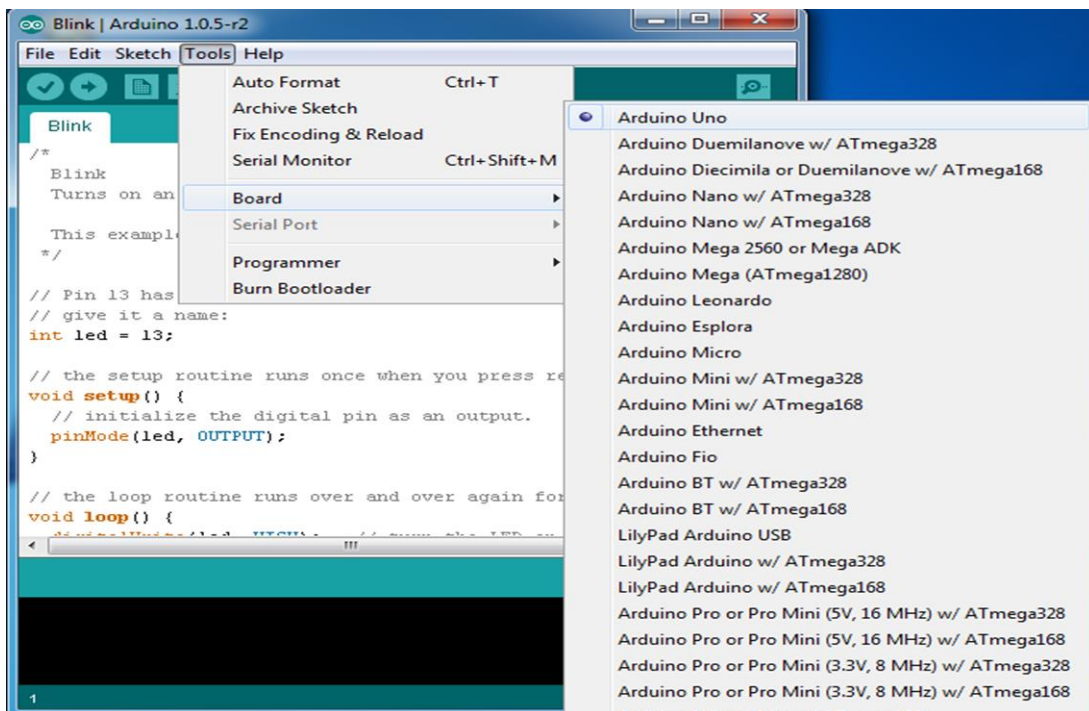 Blink | Arduino 1.0.5-r2
File Edit Sketch Tools Help
Auto Format Ctrl+T
Archive Sketch
Fix Encoding & Reload
Serial Monitor Ctrl+Shift+M
Board
Serial Port
Programmer
Burn Bootloader
Arduino Uno
Arduino Duemilanove w/ ATmega328
Arduino Diecimila or Duemilanove w/ ATmega168
Arduino Nano w/ ATmega328
Arduino Nano w/ ATmega168
Arduino Mega 2560 or Mega ADK
Arduino Mega (ATmega1280)
Arduino Leonardo
Arduino Esplora
Arduino Micro
Arduino Mini w/ ATmega328
Arduino Mini w/ ATmega168
Arduino Ethernet
Arduino Fio
Arduino BT w/ ATmega328
Arduino BT w/ ATmega168
LilyPad Arduino USB
LilyPad Arduino w/ ATmega328
LilyPad Arduino w/ ATmega168
Arduino Pro or Pro Mini (5V, 16 MHz) w/ ATmega328
Arduino Pro or Pro Mini (5V, 16 MHz) w/ ATmega168
Arduino Pro or Pro Mini (3.3V, 8 MHz) w/ ATmega328
Arduino Pro or Pro Mini (3.3V, 8 MHz) w/ ATmega168
Blink
/*
Blink
Turns on an
This exampl
*/
// Pin 13 has
// give it a name:
int led = 13;
// the setup routine runs once when you press re
void setup() {
// initialize the digital pin as an output.
pinMode(led, OUTPUT);
}
// the loop routine runs over and over again for
void loop() {
1